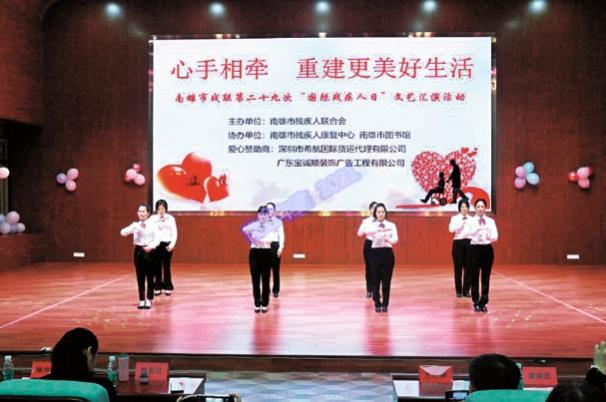 心手相牵 重建更美好生活
南雄市残联第二十九次“国际残疾人日”文艺汇演活动
主办单位：南雄市残疾人联合会
协办单位：南雄市残疾人康复中心 南雄市图书馆
爱心赞助商：深圳市希航国际货运代理有限公司
广东宝诚顺装饰广告工程有限公司
2021